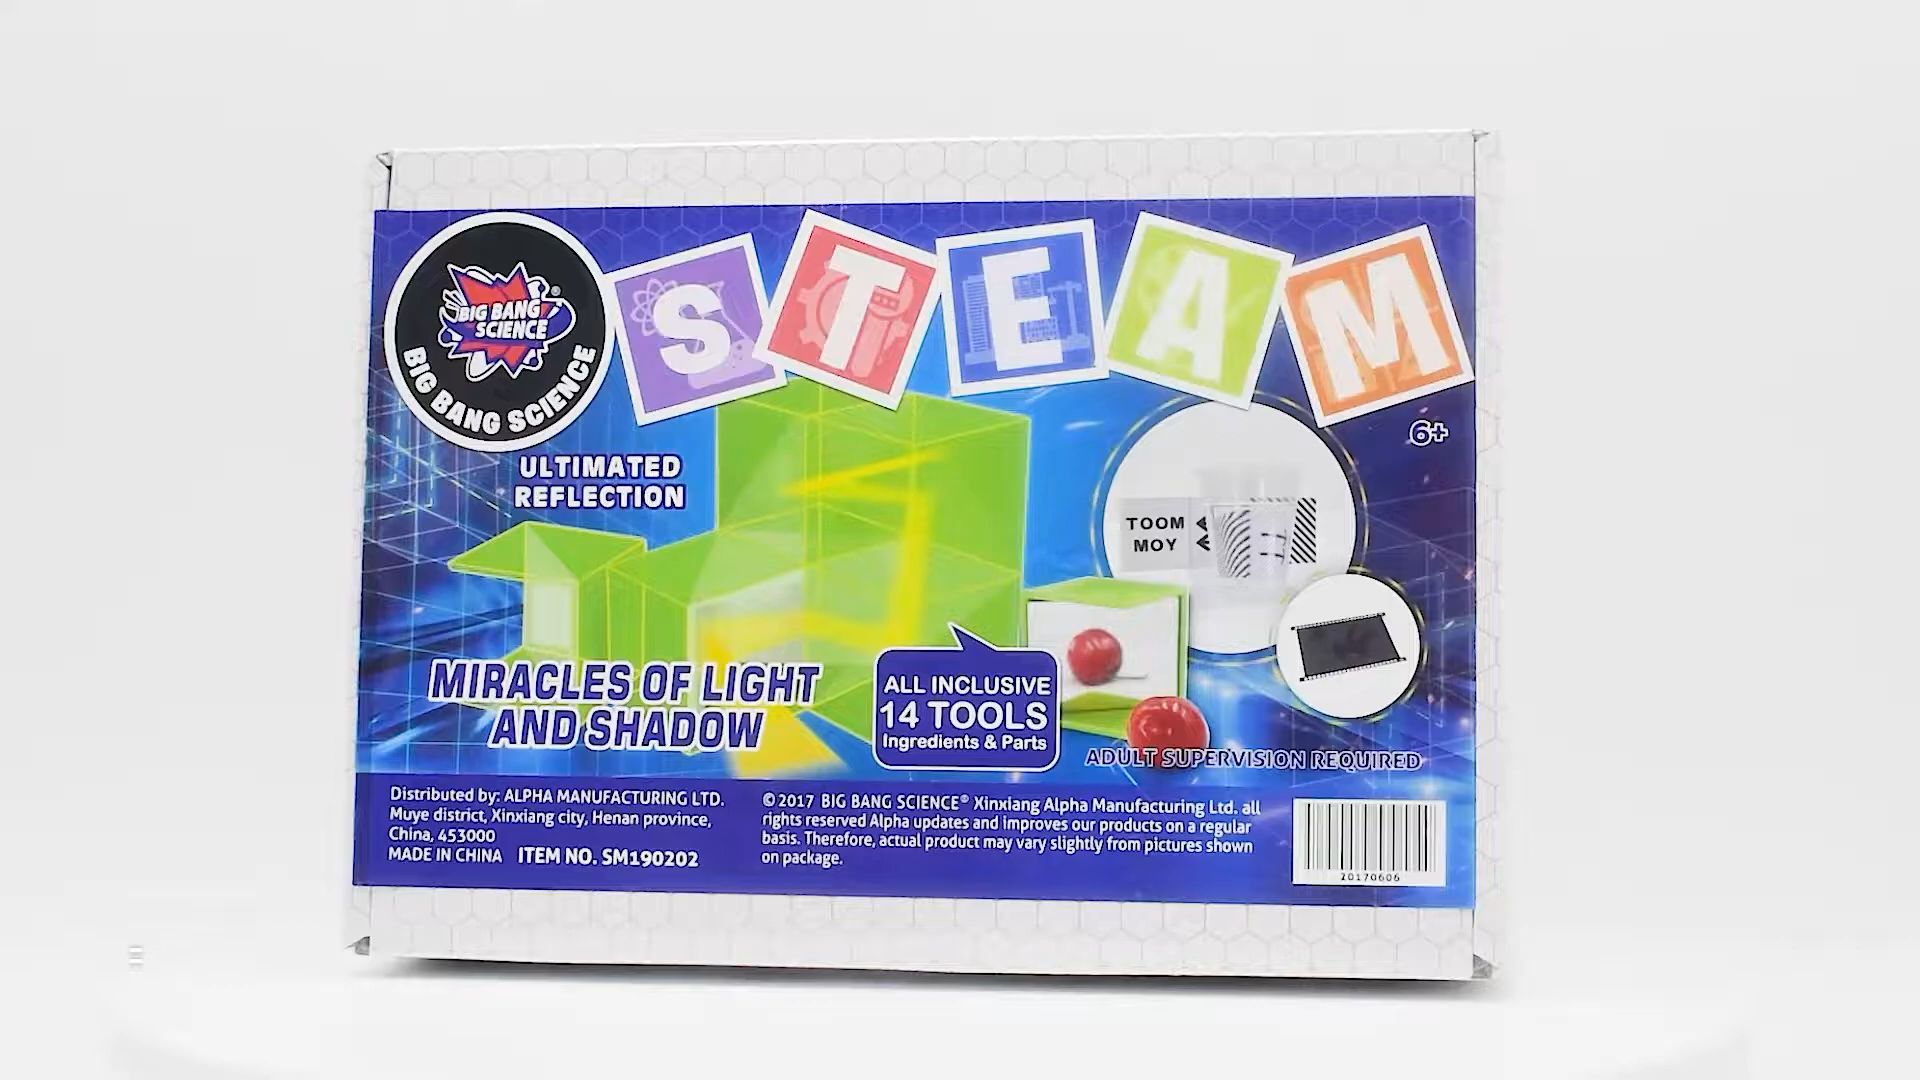 STEAM
BIG BANG
SCIENCE
®
BIG BANG SCIENCE
6+
ULTIMATED
REFLECTION
TOOM
MOY
MIRACLES OF LIGHT
AND SHADOW
ALL INCLUSIVE
14 TOOLS
Ingredients & Parts
ADULT SUPERVISION REQUIRED
Distributed by: ALPHA MANUFACTURING LTD.
Muye district, Xinxiang city, Henan province,
China, 453000
MADE IN CHINA ITEM NO. SM190202
©2017 BIG BANG SCIENCE® Xinxiang Alpha Manufacturing Ltd. all
rights reserved Alpha updates and improves our products on a regular
basis. Therefore, actual product may vary slightly from pictures shown
on package.
20170606